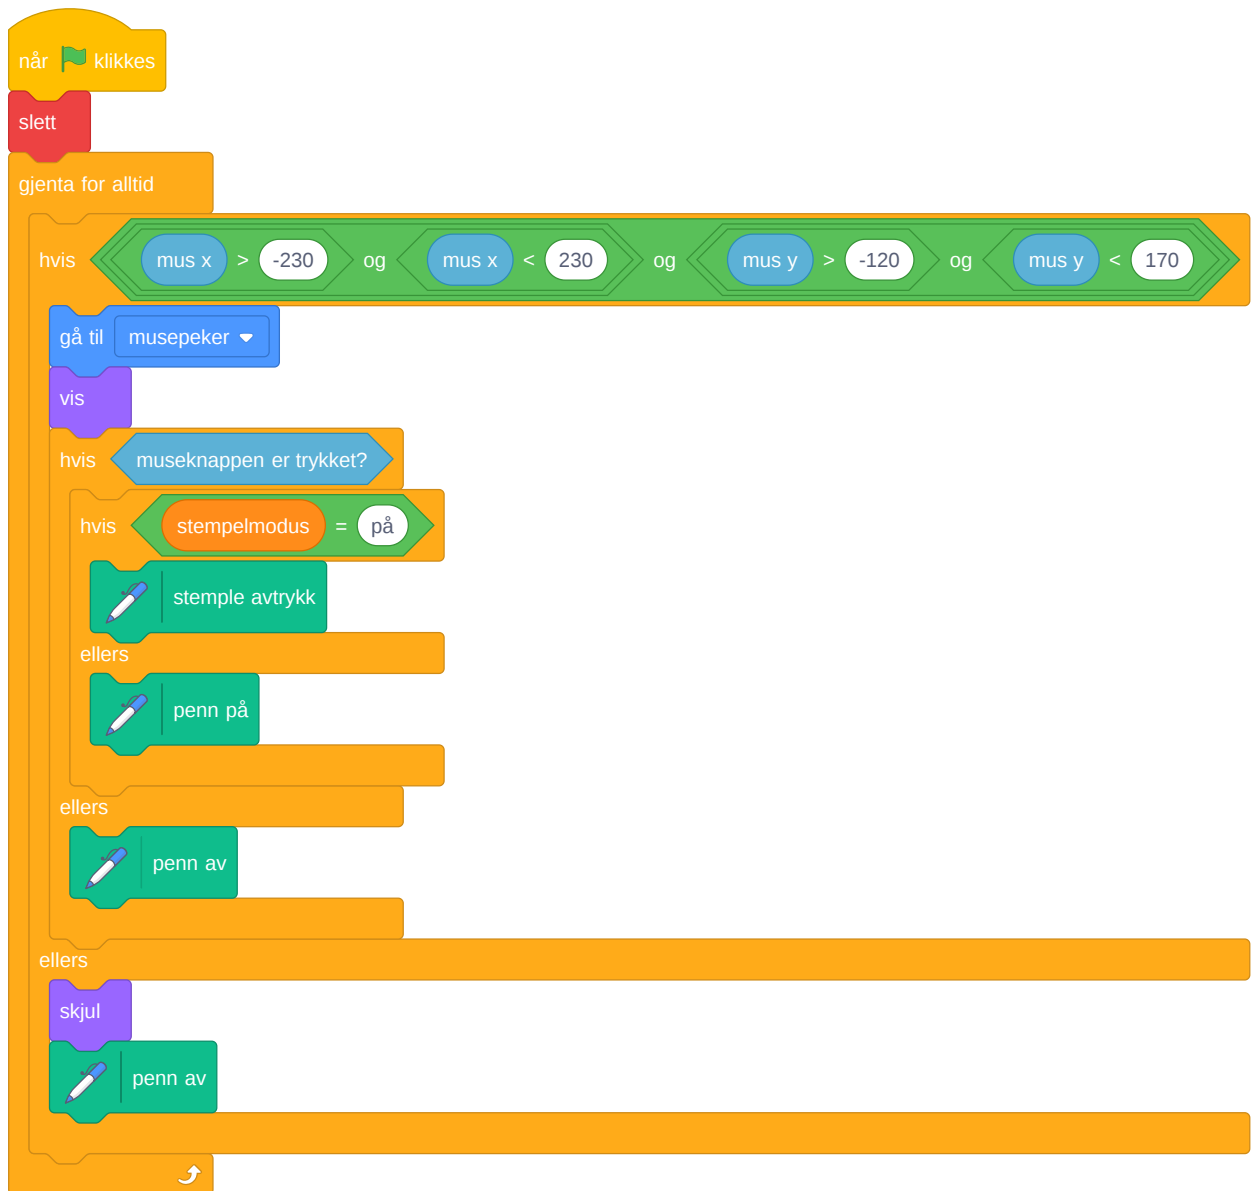 når klikkes
slett
gjenta for alltid
hvis mus x > -230 og mus x < 230 og mus y > -120 og mus y < 170
gå til musepeker
vis
hvis museknappen er trykket?
hvis stempelmodus = på
stemple avtrykk
ellers
penn på
ellers
penn av
ellers
skjul
penn av